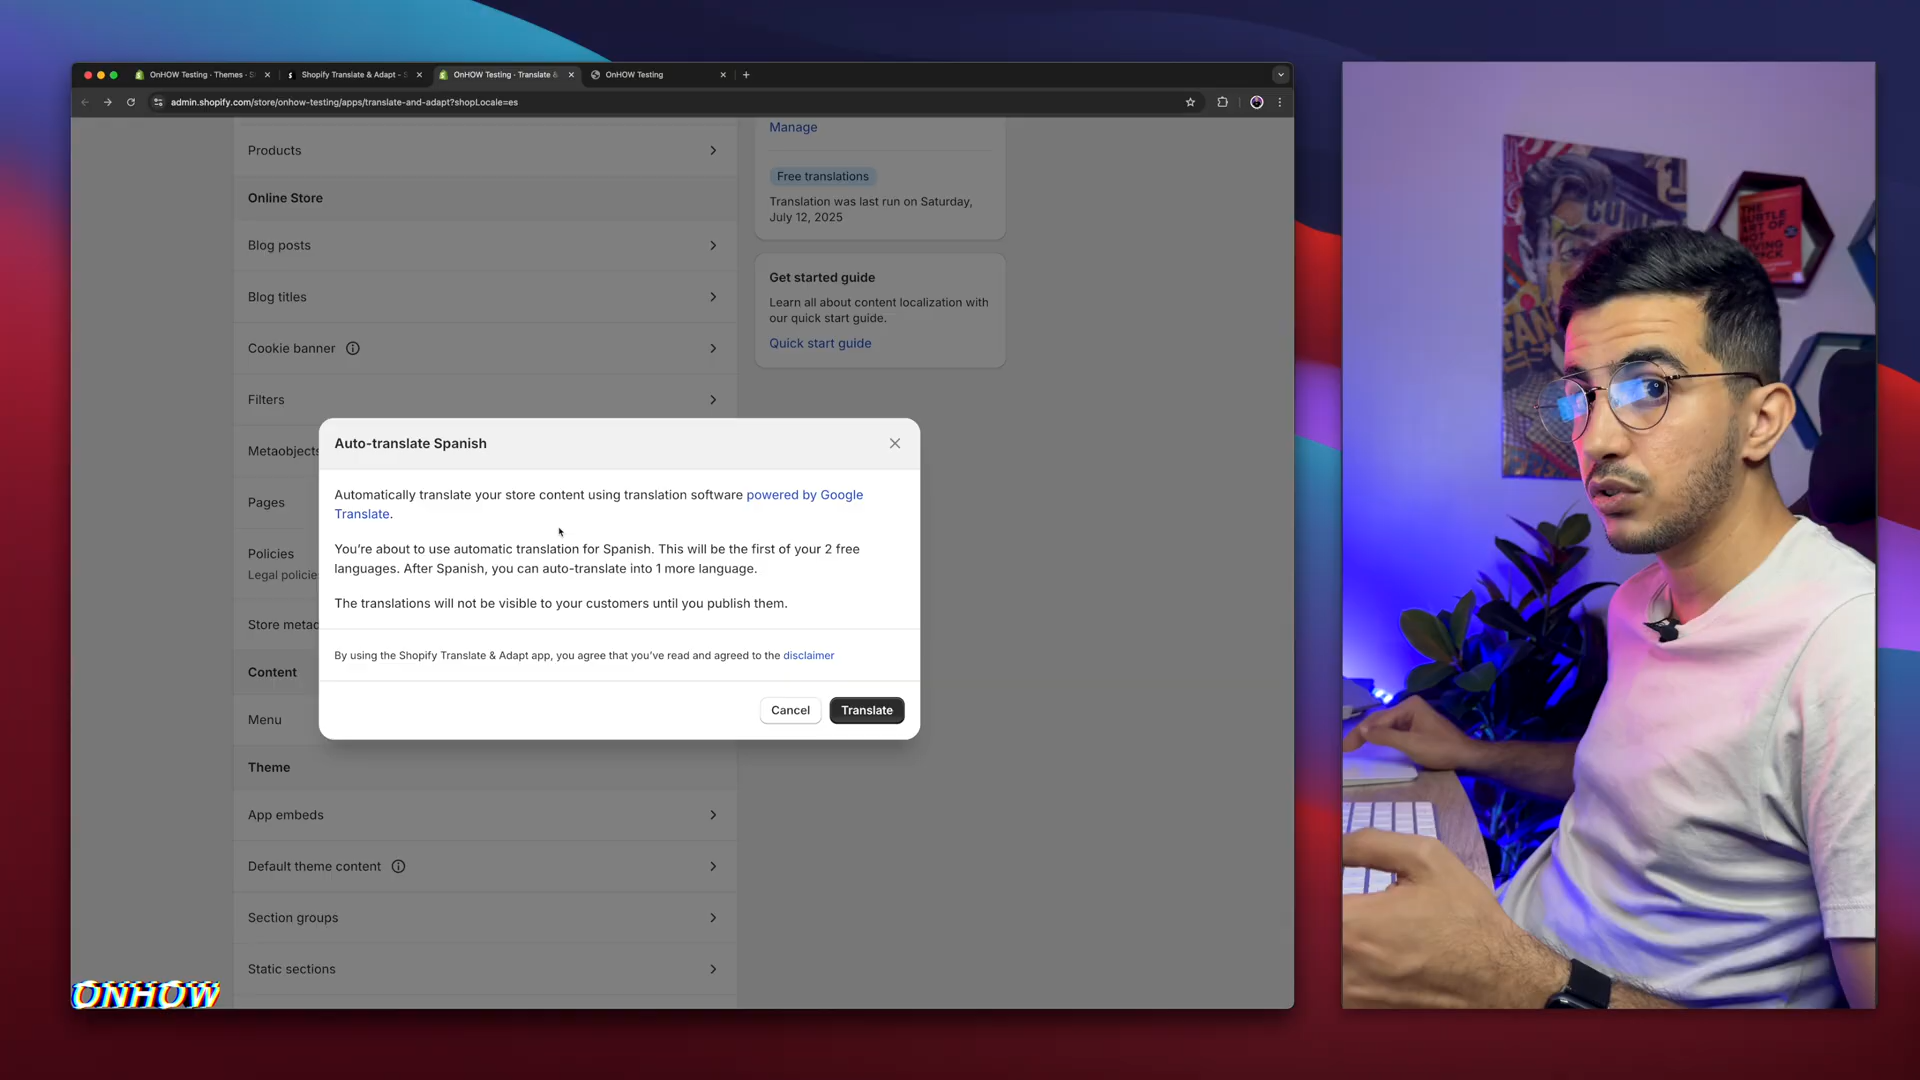 OnHOW Testing · Themes · S
Shopify Translate & Adapt -
OnHOW Testing · Translate &
OnHOW Testing
admin.shopify.com/store/onhow-testing/apps/translate-and-adapt?shopLocale=es
Products
Online Store
Blog posts
Blog titles
Cookie banner
Filters
Metaobjects
Pages
Policies
Legal policie
Store metad
Content
Menu
Theme
App embeds
Default theme content
Section groups
Static sections
Manage
Free translations
Translation was last run on Saturday,
July 12, 2025
Get started guide
Learn all about content localization with
our quick start guide.
Quick start guide
Auto-translate Spanish
Automatically translate your store content using translation software powered by Google
Translate.
You’re about to use automatic translation for Spanish. This will be the first of your 2 free
languages. After Spanish, you can auto-translate into 1 more language.
The translations will not be visible to your customers until you publish them.
By using the Shopify Translate & Adapt app, you agree that you’ve read and agreed to the disclaimer
Cancel
Translate
ONHOW
THE
SUBTLE
ART OF
NOT
GIVING